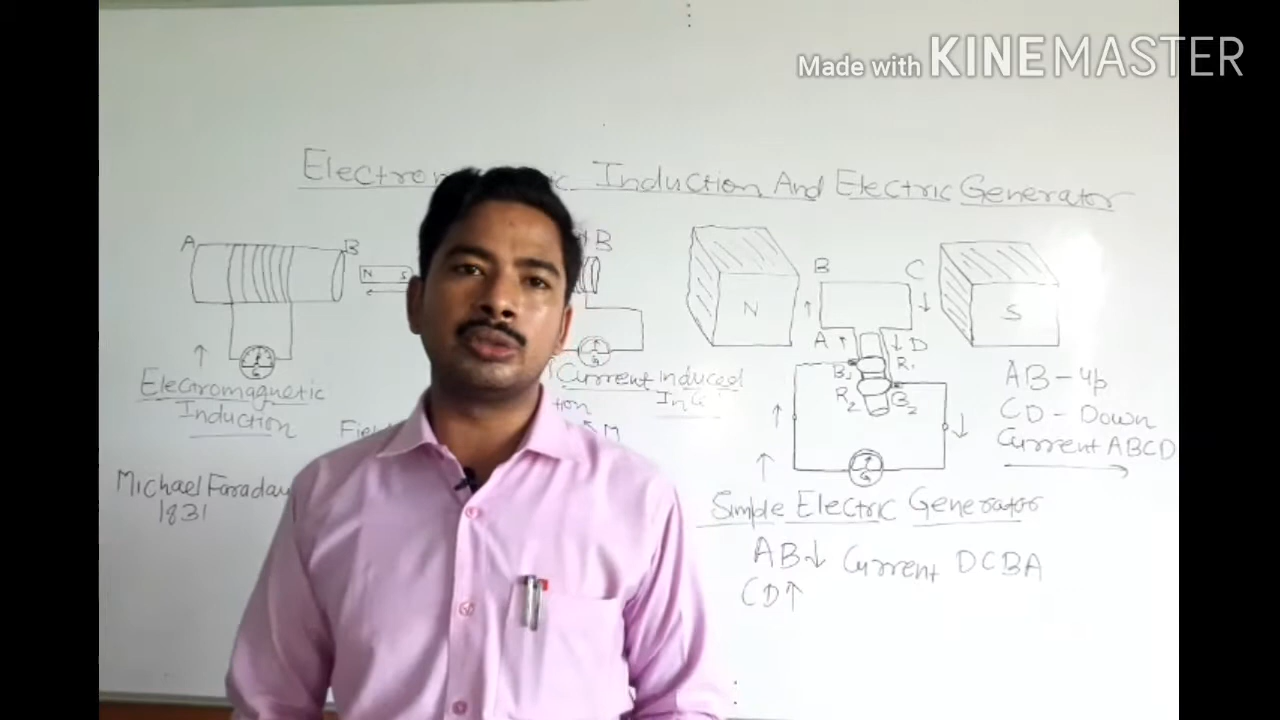 Made with KINEMASTER
Induction And Electric Generator
A
B
N S
B
N
S
B
C
A
D
B1
R1
R2
B2
G
G
G
Electromagnetic
Induction
Current Induced
In
M
AB - up
CD - Down
Current ABCD
Michael Faraday
1831
Simple Electric Generator
AB↓ Current DCBA
CD↑